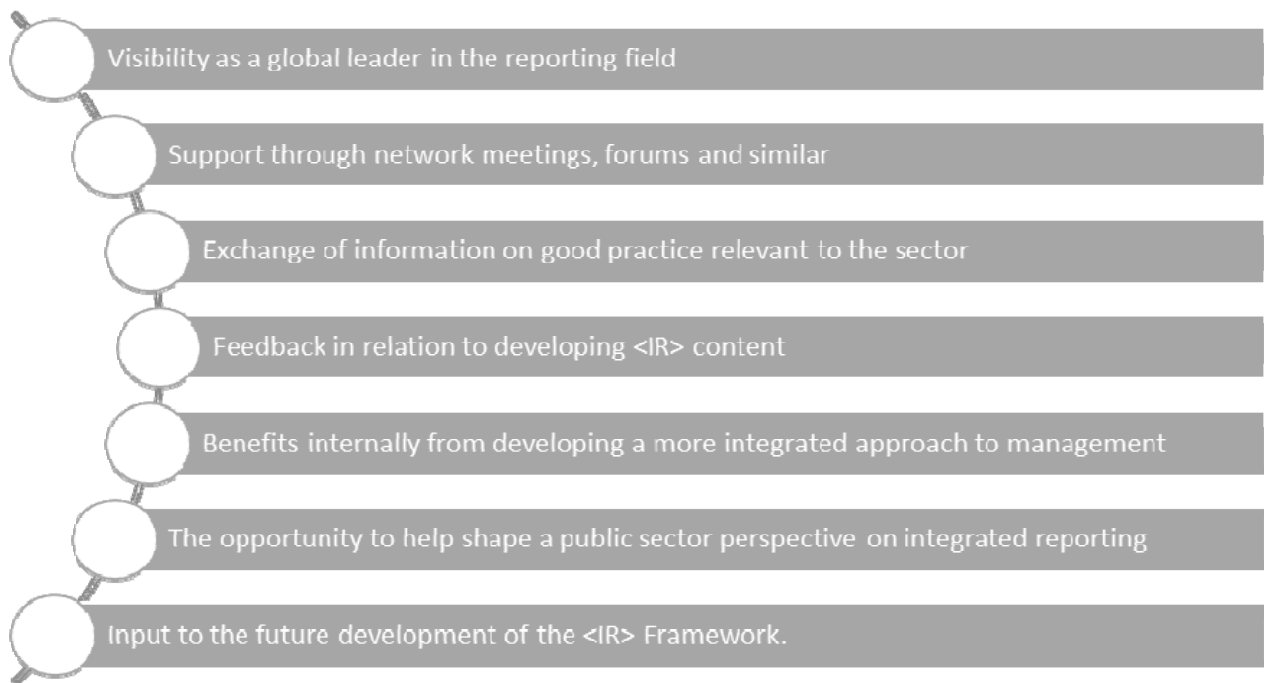 Visibility as a global leader in the reporting field
Support through network meetings, forums and similar
Exchange of information on good practice relevant to the sector
Feedback in relation to developing <IR> content
Benefits internally from developing a more integrated approach to management
The opportunity to help shape a public sector perspective on integrated reporting
Input to the future development of the <IR> Framework.